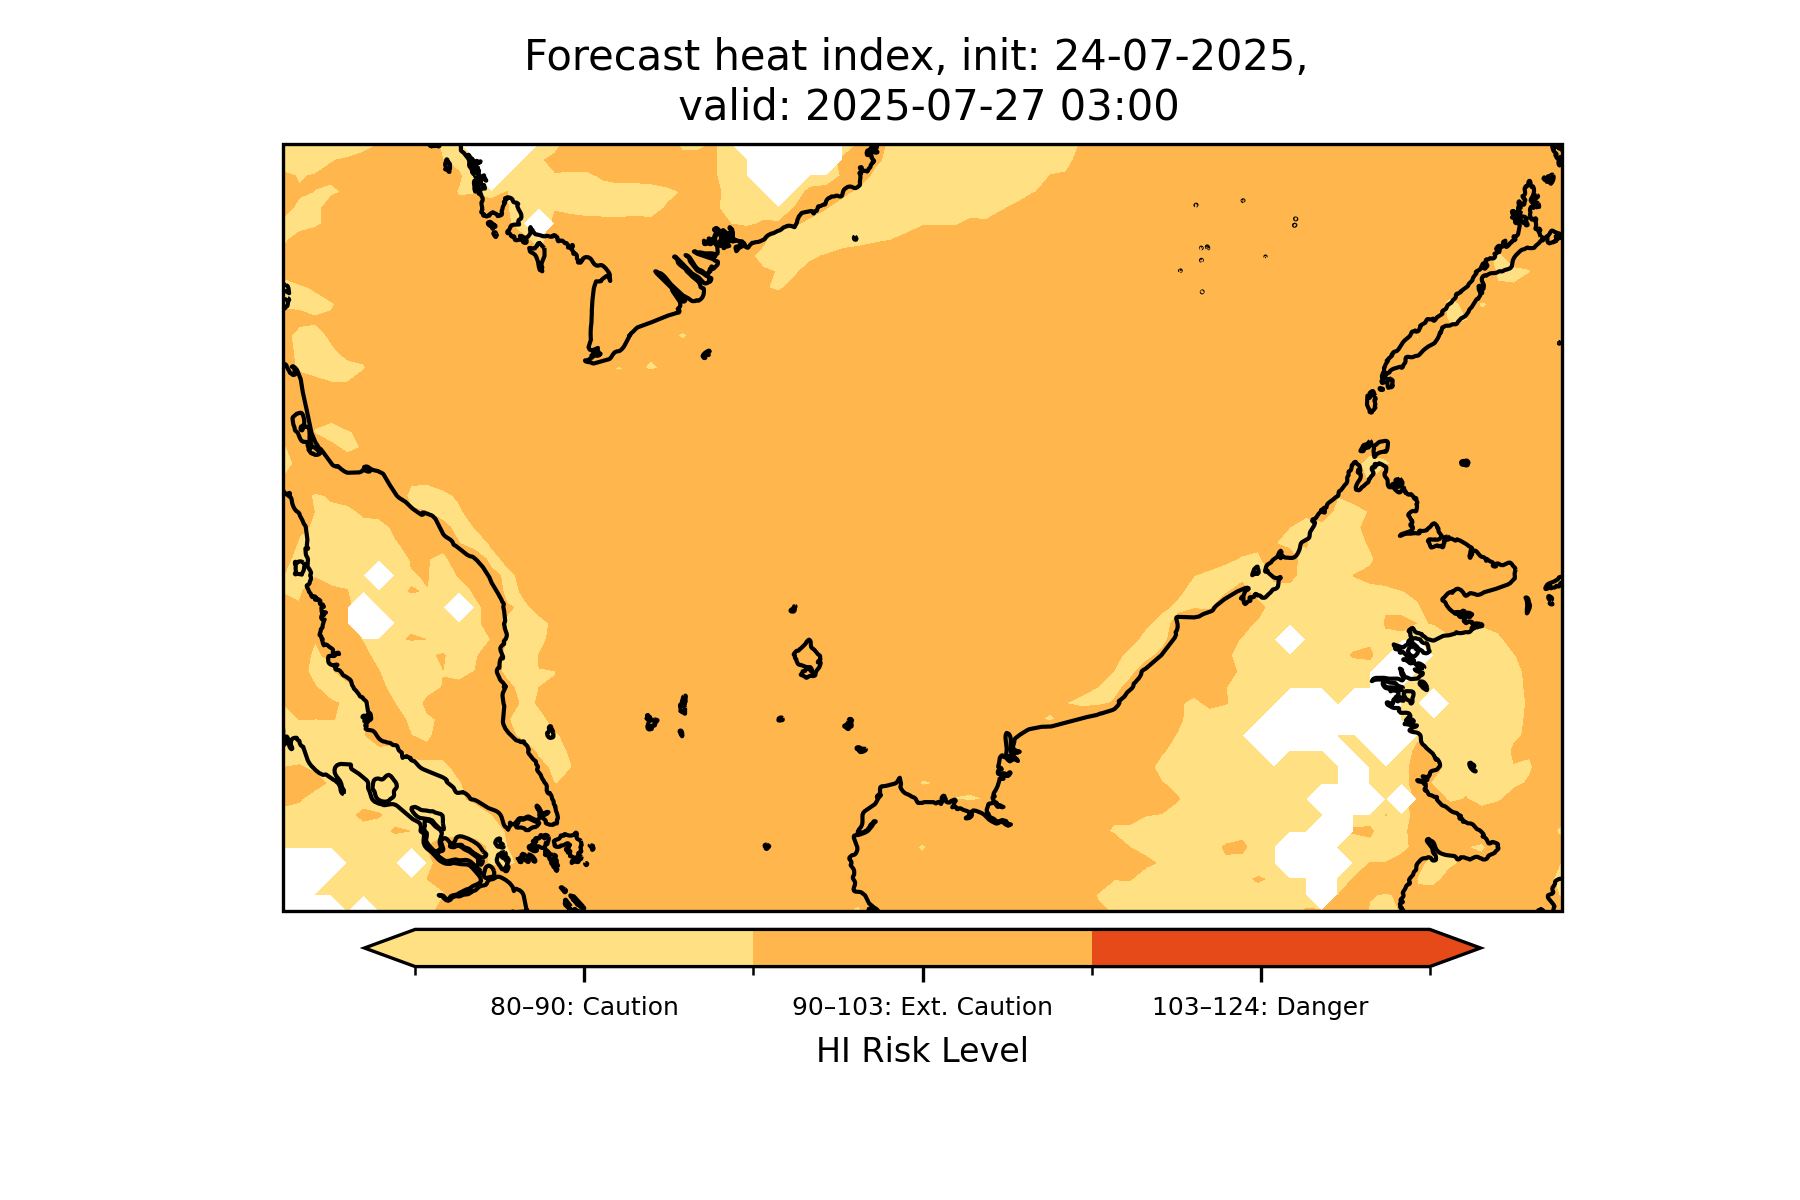 Forecast heat index, init: 24-07-2025,
valid: 2025-07-27 03:00
80–90: Caution
90–103: Ext. Caution
103–124: Danger
HI Risk Level